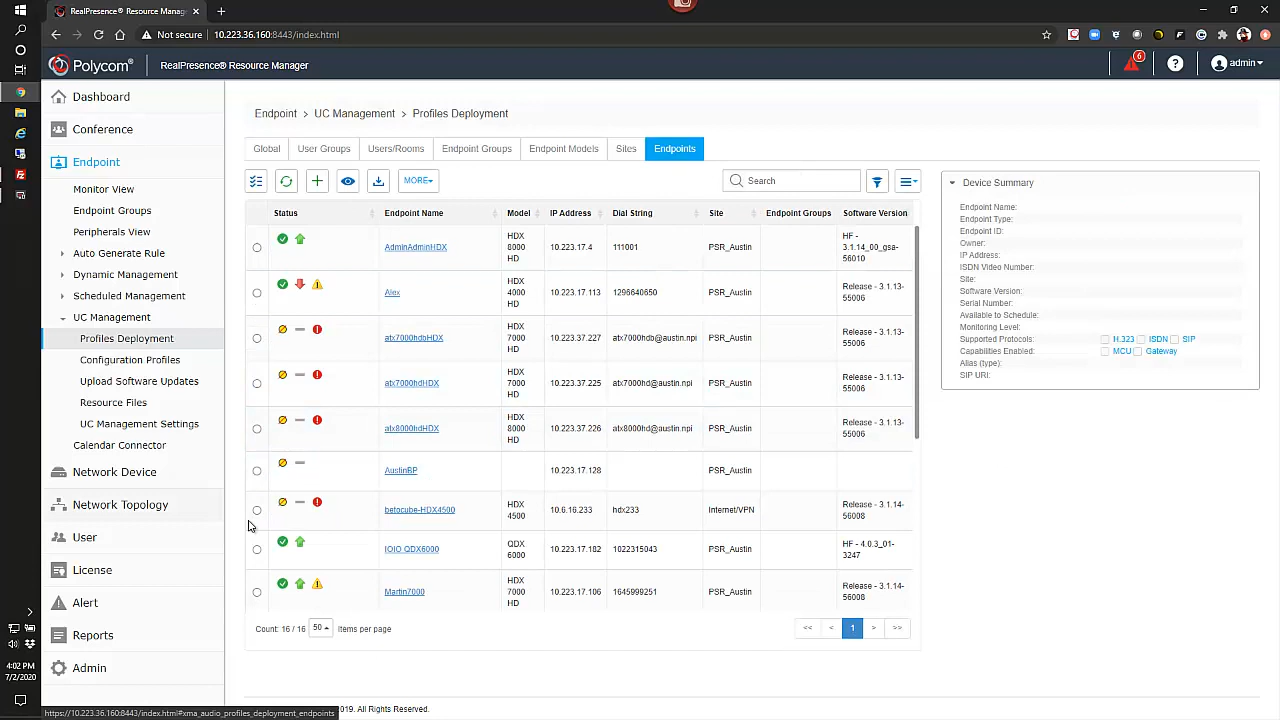 RealPresence® Resource Manag
Not secure
10.223.36.160:8443/index.html
Polycom®
RealPresence® Resource Manager
6
admin
Dashboard
Conference
Endpoint
Monitor View
Endpoint Groups
Peripherals View
Auto Generate Rule
Dynamic Management
Scheduled Management
UC Management
Profiles Deployment
Configuration Profiles
Upload Software Updates
Resource Files
UC Management Settings
Calendar Connector
Network Device
Network Topology
User
License
Alert
Reports
Admin
Endpoint > UC Management > Profiles Deployment
Global User Groups Users/Rooms Endpoint Groups Endpoint Models Sites Endpoints
MORE
Search
Status Endpoint Name Model IP Address Dial String Site Endpoint Groups Software Version
AdminAdminHDX HDX 8000 HD 10.223.17.4 111001 PSR_Austin HF - 3.1.14_00_gsa-56010
Alex HDX 4000 HD 10.223.17.113 1296640650 PSR_Austin Release - 3.1.13-55006
atx7000hdbHDX HDX 7000 HD 10.223.37.227 atx7000hdb@austin.npi PSR_Austin Release - 3.1.13-55006
atx7000hdHDX HDX 7000 HD 10.223.37.225 atx7000hd@austin.npi PSR_Austin Release - 3.1.13-55006
atx8000hdHDX HDX 8000 HD 10.223.37.226 atx8000hd@austin.npi PSR_Austin Release - 3.1.13-55006
AustinBP 10.223.17.128 PSR_Austin
betocube-HDX4500 HDX 4500 10.6.16.233 hdx233 Internet/VPN Release - 3.1.14-56008
IOIO QDX6000 QDX 6000 10.223.17.182 1022315043 PSR_Austin HF - 4.0.3_01-3247
Martin7000 HDX 7000 HD 10.223.17.106 1645999251 PSR_Austin Release - 3.1.14-56008
Count: 16 / 16 50 items per page
<< < 1 > >>
Device Summary
Endpoint Name:
Endpoint Type:
Endpoint ID:
Owner:
IP Address:
ISDN Video Number:
Site:
Software Version:
Serial Number:
Available to Schedule:
Monitoring Level:
Supported Protocols: H.323 ISDN SIP
Capabilities Enabled: MCU Gateway
Alias (type):
SIP URI:
https://10.223.36.160:8443/index.html#xma_audio_profiles_deployment_endpoints
019. All Rights Reserved.
4:02 PM
7/2/2020